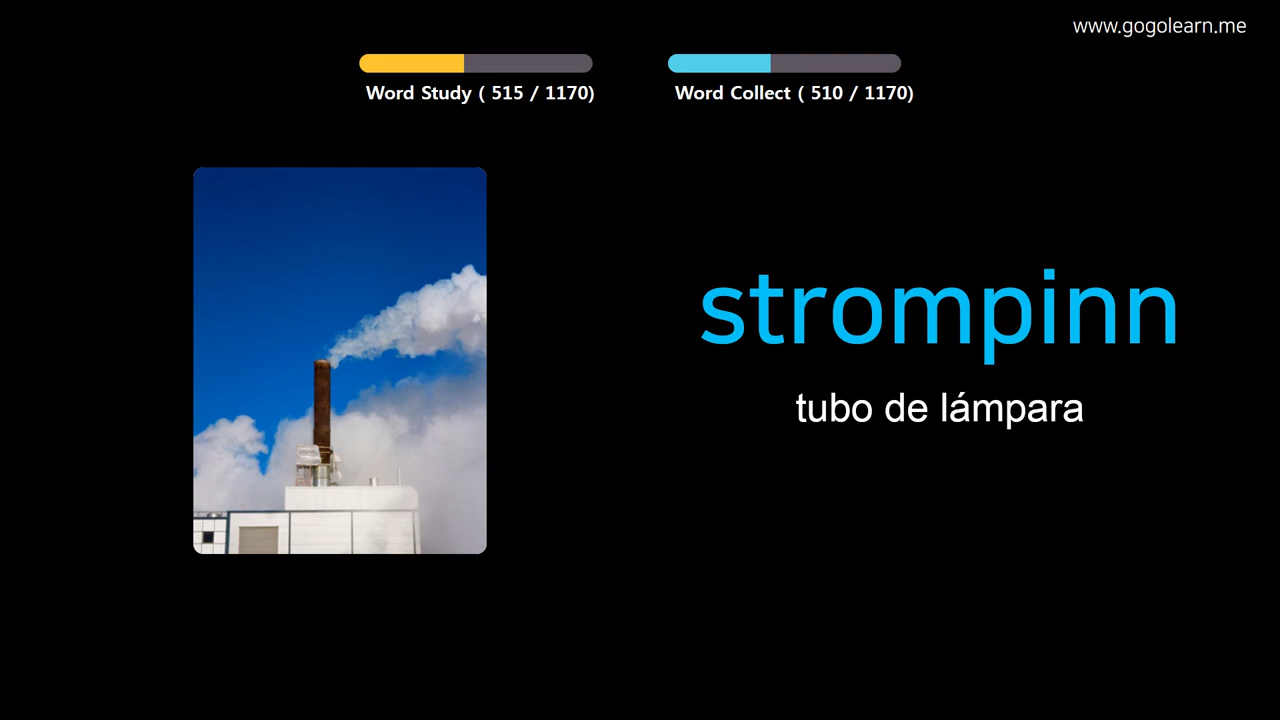 www.gogolearn.me
Word Study ( 515 / 1170)
Word Collect ( 510 / 1170)
strompinn
tubo de lámpara